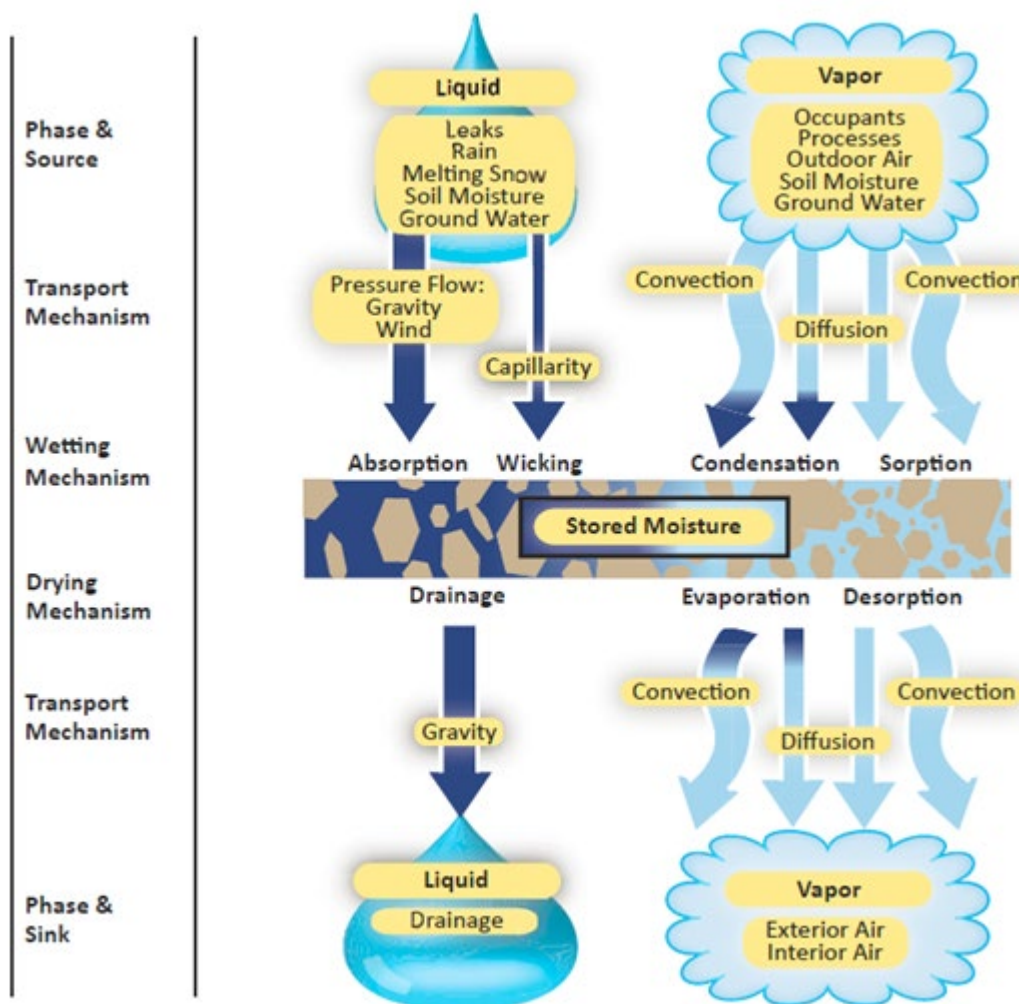 Phase &
Source
Liquid
Leaks
Rain
Melting Snow
Soil Moisture
Ground Water
Vapor
Occupants
Processes
Outdoor Air
Soil Moisture
Ground Water
Transport
Mechanism
Pressure Flow:
Gravity
Wind
Capillarity
Convection
Diffusion
Convection
Wetting
Mechanism
Absorption
Wicking
Condensation
Sorption
Stored Moisture
Drying
Mechanism
Drainage
Evaporation
Desorption
Transport
Mechanism
Gravity
Convection
Diffusion
Convection
Phase &
Sink
Liquid
Drainage
Vapor
Exterior Air
Interior Air